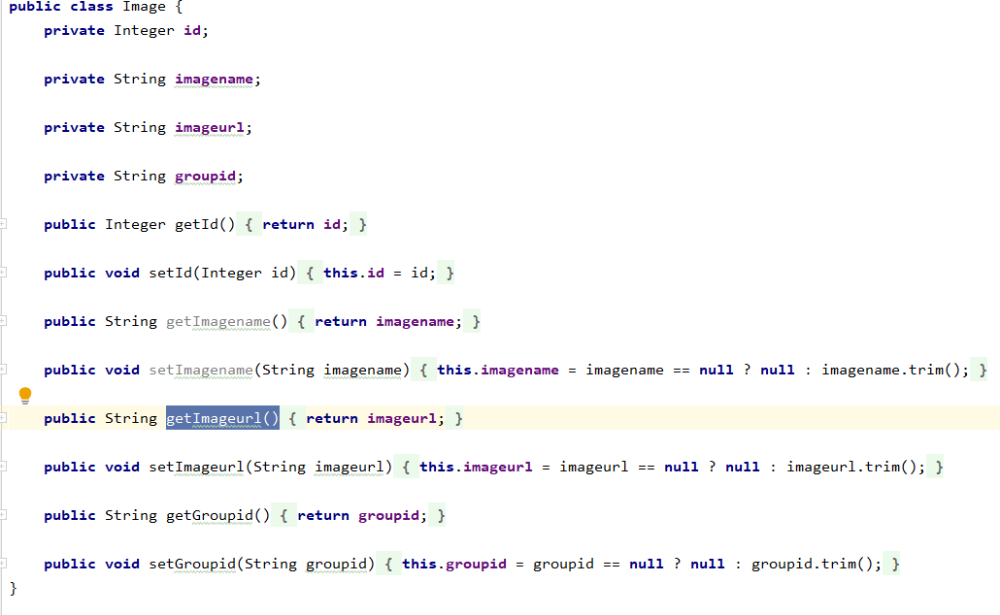 public class Image {
private Integer id;
private String imagename;
private String imageurl;
private String groupid;
public Integer getId() { return id; }
public void setId(Integer id) { this.id = id; }
public String getImagename() { return imagename; }
public void setImagename(String imagename) { this.imagename = imagename == null ? null : imagename.trim(); }
public String getImageurl() { return imageurl; }
public void setImageurl(String imageurl) { this.imageurl = imageurl == null ? null : imageurl.trim(); }
public String getGroupid() { return groupid; }
public void setGroupid(String groupid) { this.groupid = groupid == null ? null : groupid.trim(); }
}